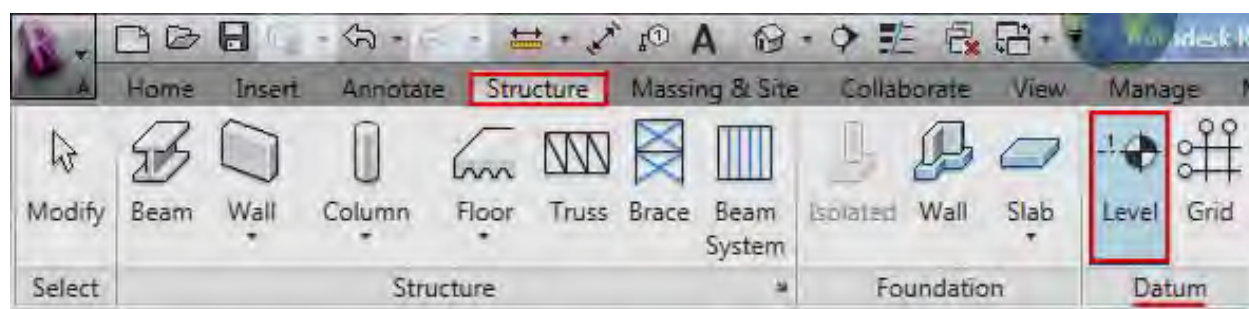 A
Home Insert Annotate Structure Massing & Site Collaborate View Manage
Modify Beam Wall Column Floor Truss Brace Beam System Isolated Wall Slab Level Grid
Select Structure Foundation Datum